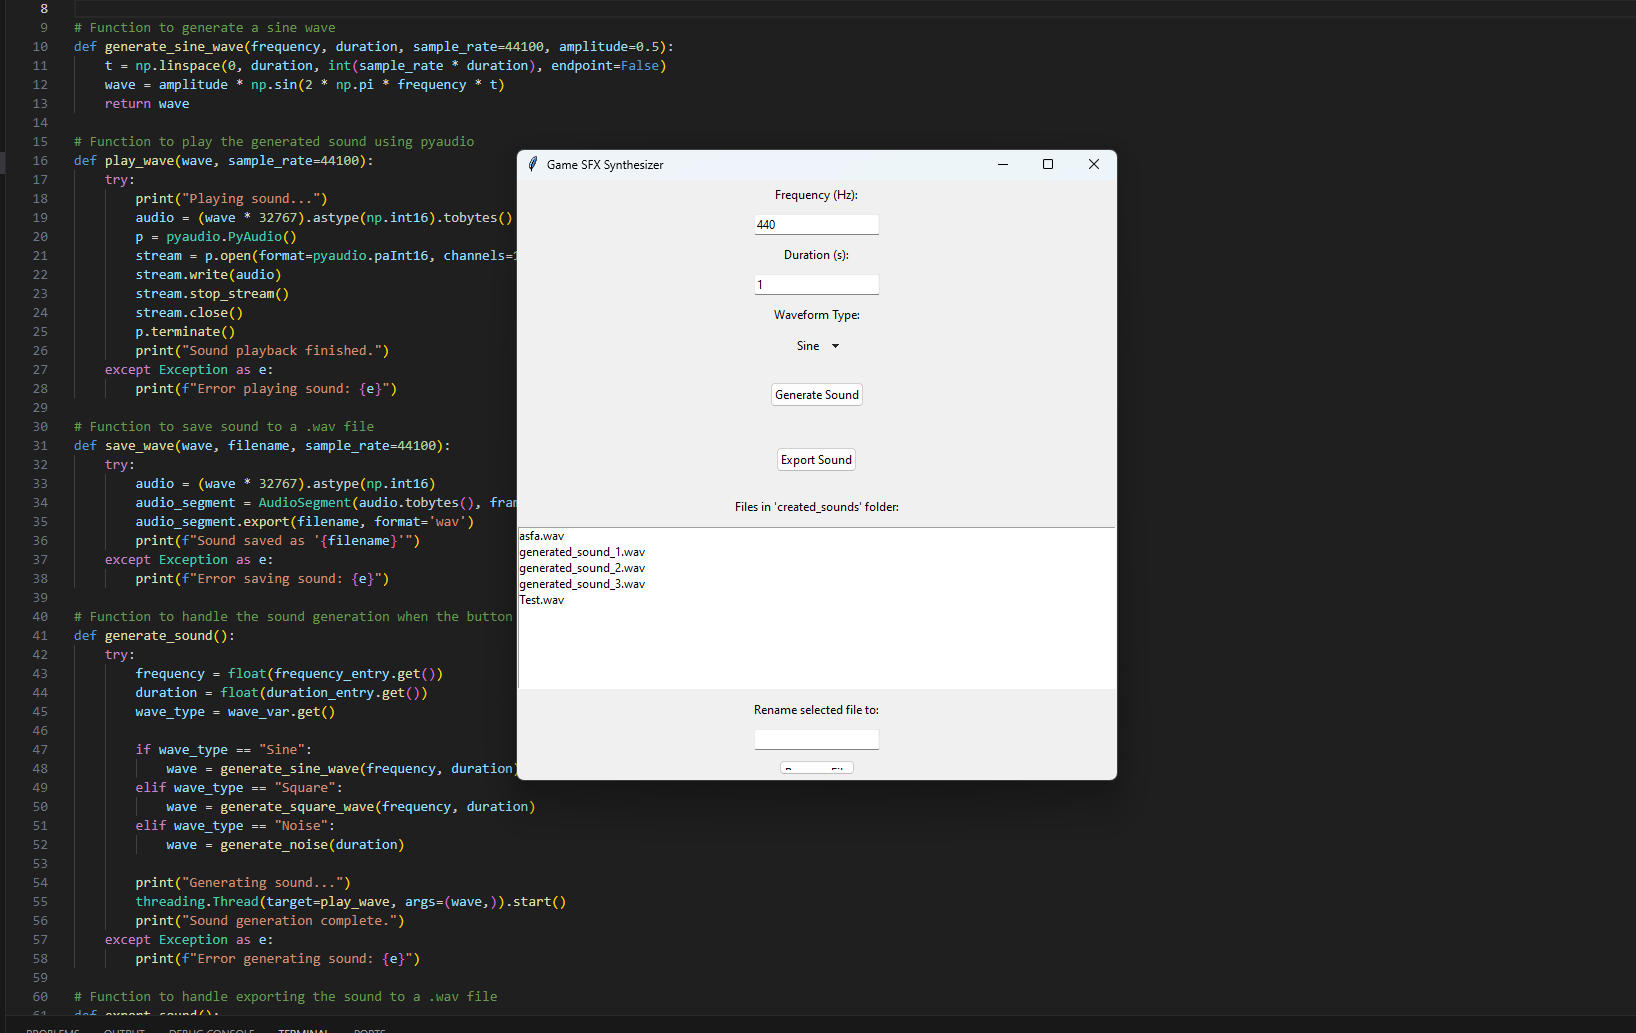 8
9 # Function to generate a sine wave
10 def generate_sine_wave(frequency, duration, sample_rate=44100, amplitude=0.5):
11 t = np.linspace(0, duration, int(sample_rate * duration), endpoint=False)
12 wave = amplitude * np.sin(2 * np.pi * frequency * t)
13 return wave
14
15 # Function to play the generated sound using pyaudio
16 def play_wave(wave, sample_rate=44100):
17 try:
18 print("Playing sound...")
19 audio = (wave * 32767).astype(np.int16).tobytes()
20 p = pyaudio.PyAudio()
21 stream = p.open(format=pyaudio.paInt16, channels=
22 stream.write(audio)
23 stream.stop_stream()
24 stream.close()
25 p.terminate()
26 print("Sound playback finished.")
27 except Exception as e:
28 print(f"Error playing sound: {e}")
29
30 # Function to save sound to a .wav file
31 def save_wave(wave, filename, sample_rate=44100):
32 try:
33 audio = (wave * 32767).astype(np.int16)
34 audio_segment = AudioSegment(audio.tobytes(), fram
35 audio_segment.export(filename, format='wav')
36 print(f"Sound saved as '{filename}'")
37 except Exception as e:
38 print(f"Error saving sound: {e}")
39
40 # Function to handle the sound generation when the button
41 def generate_sound():
42 try:
43 frequency = float(frequency_entry.get())
44 duration = float(duration_entry.get())
45 wave_type = wave_var.get()
46
47 if wave_type == "Sine":
48 wave = generate_sine_wave(frequency, duration)
49 elif wave_type == "Square":
50 wave = generate_square_wave(frequency, duration)
51 elif wave_type == "Noise":
52 wave = generate_noise(duration)
53
54 print("Generating sound...")
55 threading.Thread(target=play_wave, args=(wave,)).start()
56 print("Sound generation complete.")
57 except Exception as e:
58 print(f"Error generating sound: {e}")
59
60 # Function to handle exporting the sound to a .wav file
61 def export_sound():
PROBLEMS OUTPUT DEBUG CONSOLE TERMINAL PORTS
Game SFX Synthesizer
Frequency (Hz):
440
Duration (s):
1
Waveform Type:
Sine
Generate Sound
Export Sound
Files in 'created_sounds' folder:
asfa.wav
generated_sound_1.wav
generated_sound_2.wav
generated_sound_3.wav
Test.wav
Rename selected file to: